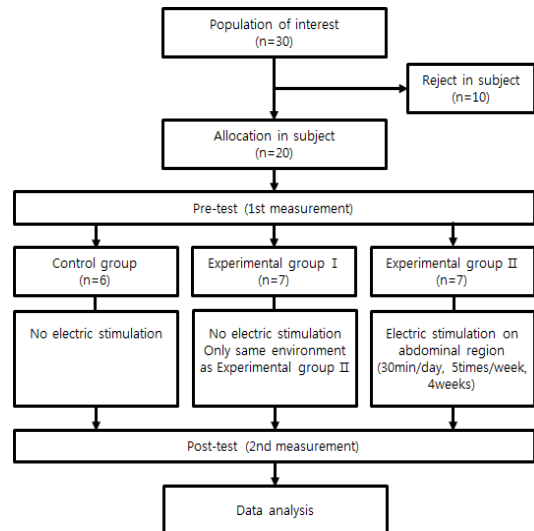 Population of interest
(n=30)
Reject in subject
(n=10)
Allocation in subject
(n=20)
Pre-test (1st measurement)
Control group
(n=6)
Experimental group Ⅰ
(n=7)
Experimental group Ⅱ
(n=7)
No electric stimulation
No electric stimulation
Only same environment
as Experimental group Ⅱ
Electric stimulation on
abdominal region
(30min/day, 5times/week,
4weeks)
Post-test (2nd measurement)
Data analysis